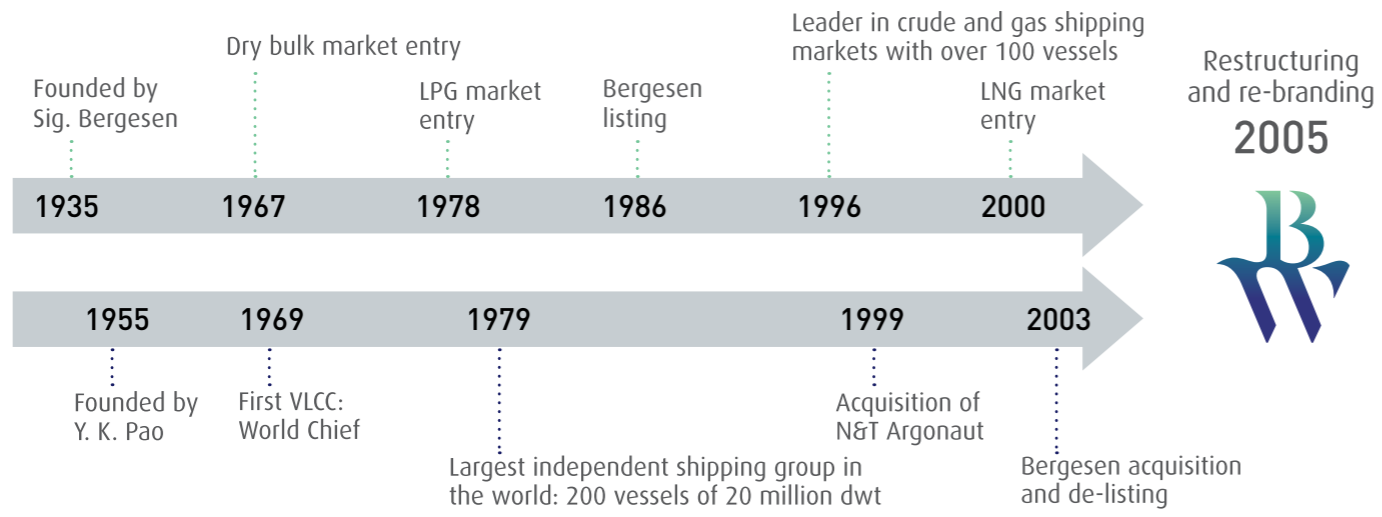 Founded by
Sig. Bergesen
Dry bulk market entry
LPG market
entry
Bergesen
listing
Leader in crude and gas shipping
markets with over 100 vessels
LNG market
entry
Restructuring
and re-branding
2005
1935 1967 1978 1986 1996 2000
BW
1955 1969 1979 1999 2003
Founded by
Y. K. Pao
First VLCC:
World Chief
Largest independent shipping group in
the world: 200 vessels of 20 million dwt
Acquisition of
N&T Argonaut
Bergesen acquisition
and de-listing